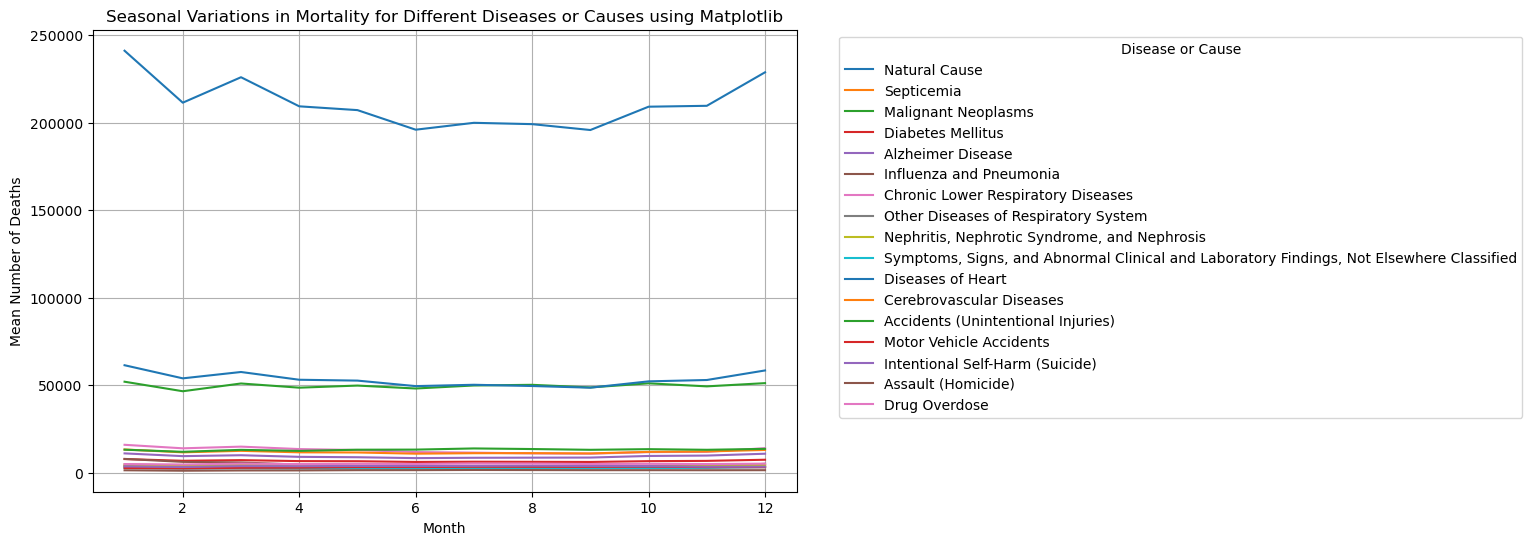 Seasonal Variations in Mortality for Different Diseases or Causes using Matplotlib
250000
200000
150000
100000
50000
0
Mean Number of Deaths
2 4 6 8 10 12
Month
Disease or Cause
Natural Cause
Septicemia
Malignant Neoplasms
Diabetes Mellitus
Alzheimer Disease
Influenza and Pneumonia
Chronic Lower Respiratory Diseases
Other Diseases of Respiratory System
Nephritis, Nephrotic Syndrome, and Nephrosis
Symptoms, Signs, and Abnormal Clinical and Laboratory Findings, Not Elsewhere Classified
Diseases of Heart
Cerebrovascular Diseases
Accidents (Unintentional Injuries)
Motor Vehicle Accidents
Intentional Self-Harm (Suicide)
Assault (Homicide)
Drug Overdose